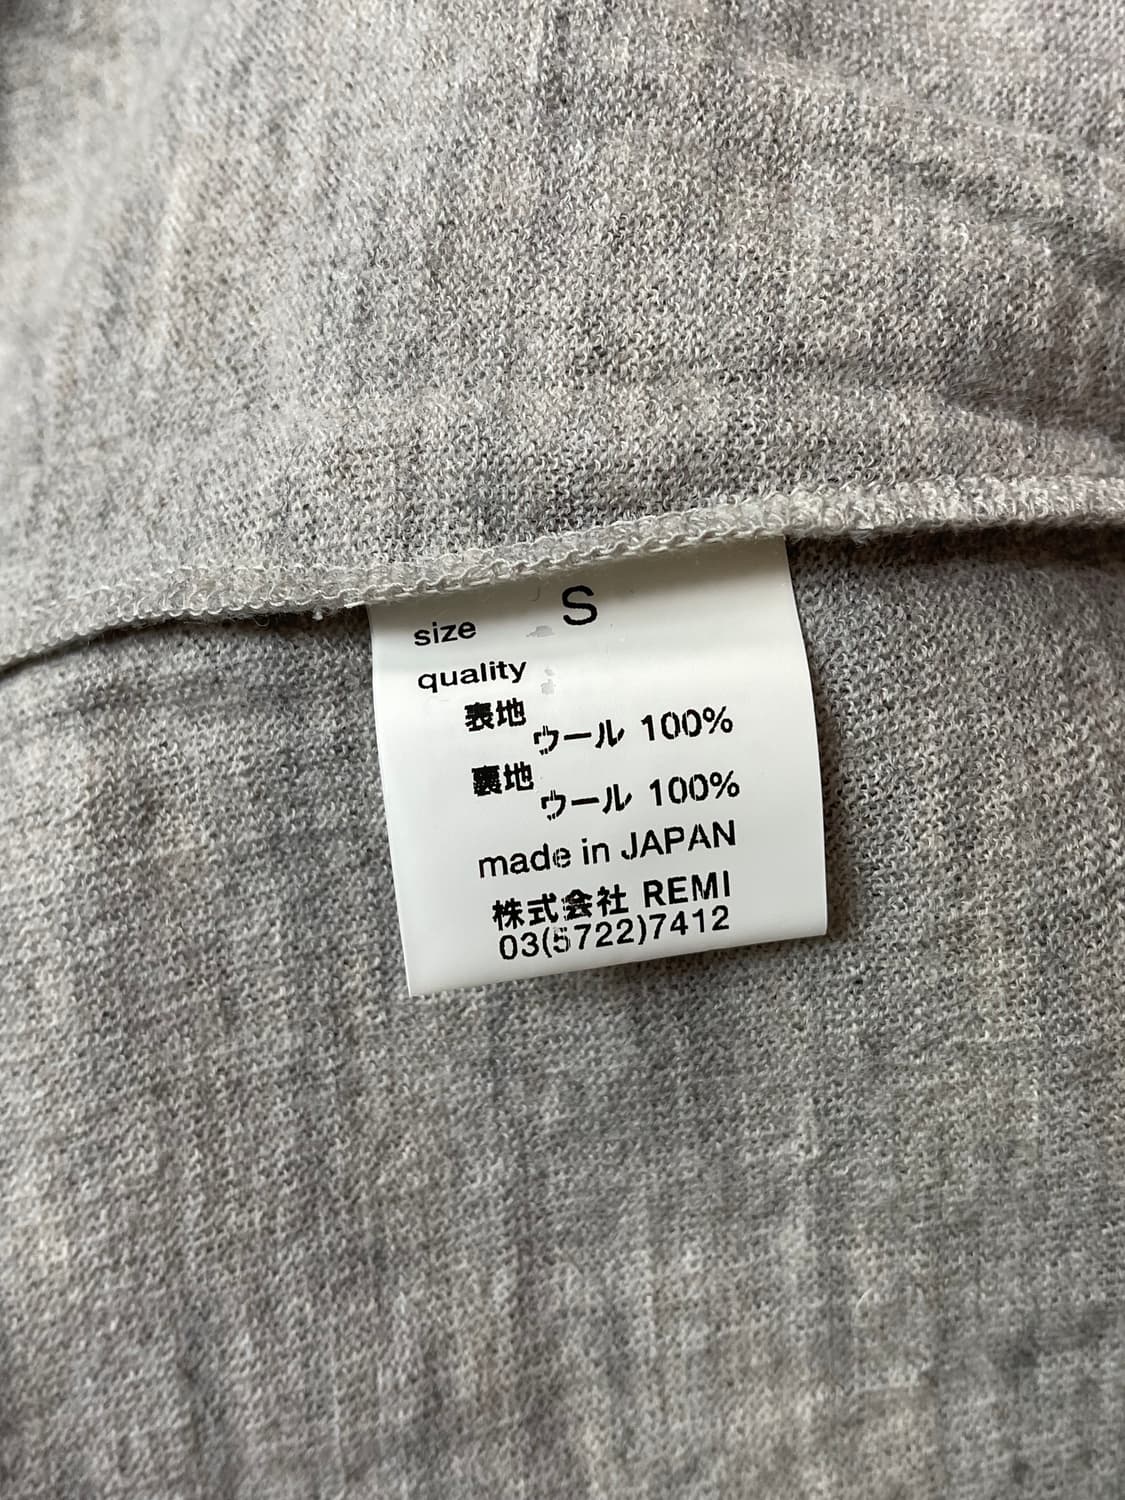 size S
quality
表地
ウール 100%
裏地
ウール 100%
made in JAPAN
株式会社 REMI
03(5722)7412